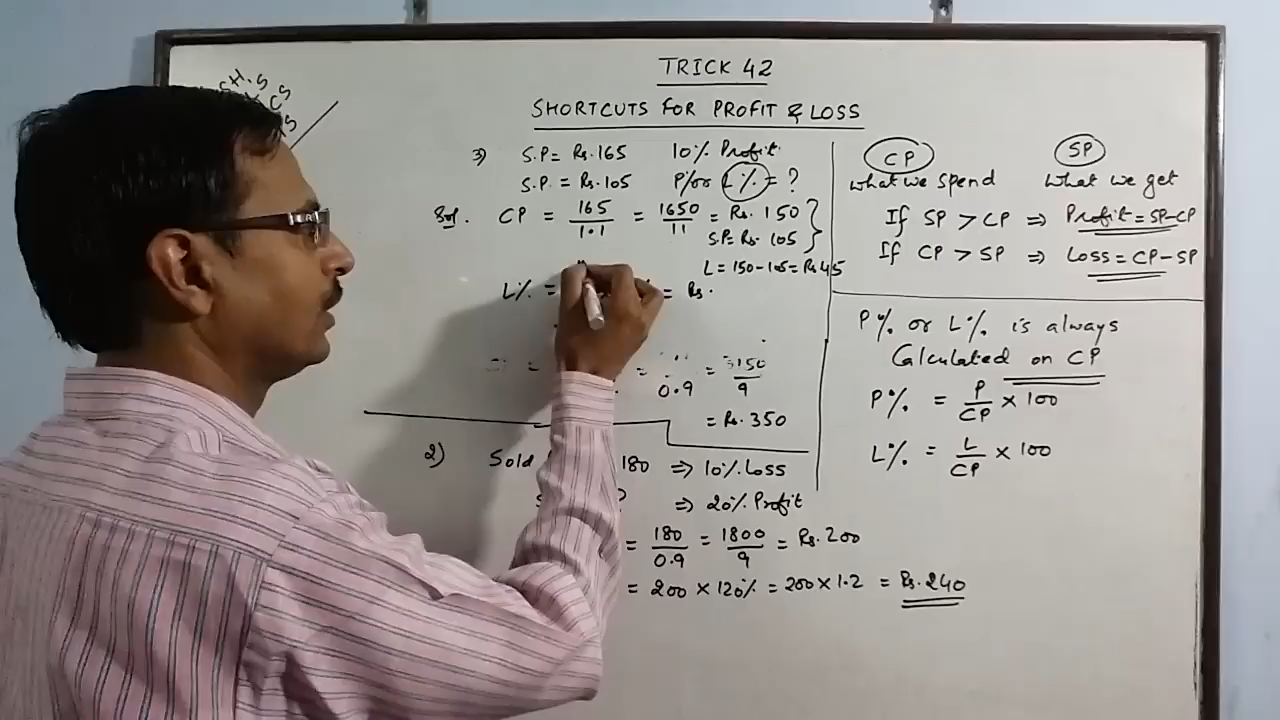 TRICK 42
SHORTCUTS FOR PROFIT & LOSS
3) S.P = Rs.165 10% Profit
S.P. = Rs.105 P/or L% = ?
Sol. CP = 165/1.1 = 1650/11 = Rs.150
SP = Rs. 105
L = 150-105 = Rs 45
L% = = Rs.
= = 0.9 = 3150/9
= Rs. 350
2) Sold 180 ⇒ 10% Loss
? ⇒ 20% Profit
= 180/0.9 = 1800/9 = Rs. 200
= 200 × 120% = 200 × 1.2 = Rs. 240
CP SP
What we spend What we get
If SP > CP ⇒ Profit = SP-CP
If CP > SP ⇒ Loss = CP-SP
P% or L% is always
Calculated on CP
P% = P/CP × 100
L% = L/CP × 100